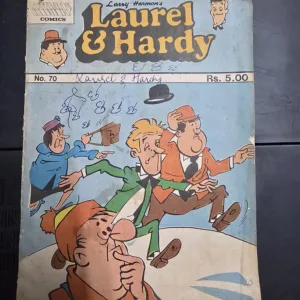 COMICS
Larry Harmon's
Laurel
& Hardy
No. 70
Laurel & Hardy
Rs. 5.00